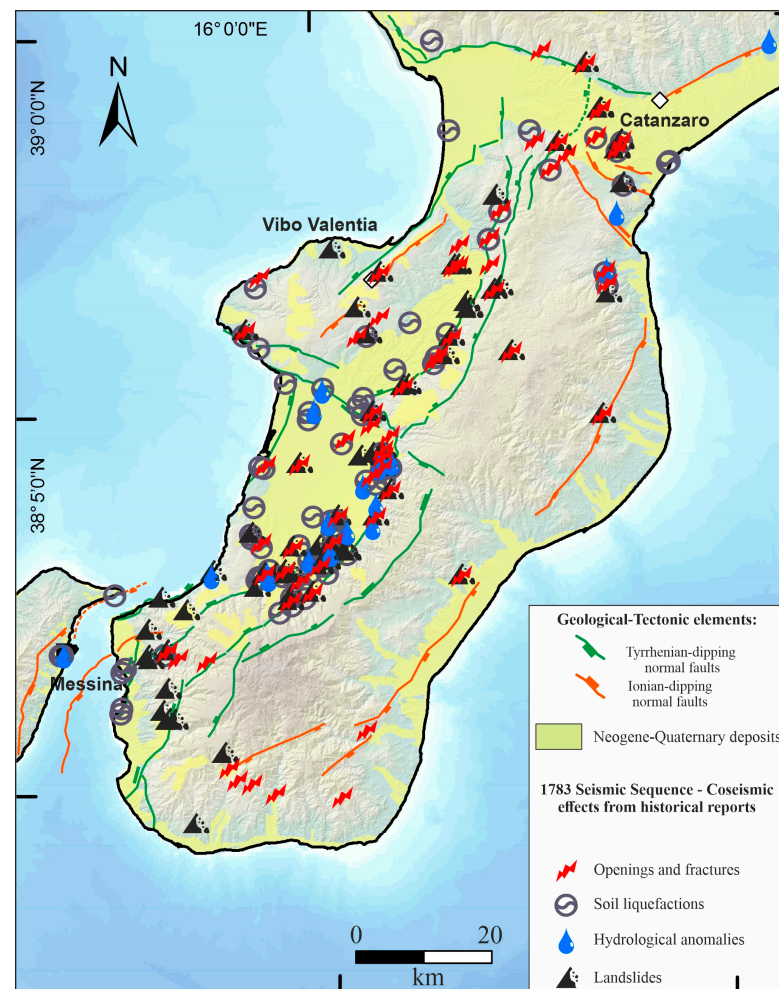 16° 0'0"E
N
39° 0'0"N
Catanzaro
Vibo Valentia
38° 5'0"N
Messina
Geological-Tectonic elements:
Tyrrhenian-dipping
normal faults
Ionian-dipping
normal faults
Neogene-Quaternary deposits
1783 Seismic Sequence - Coseismic
effects from historical reports
Openings and fractures
Soil liquefactions
Hydrological anomalies
Landslides
0 20
km